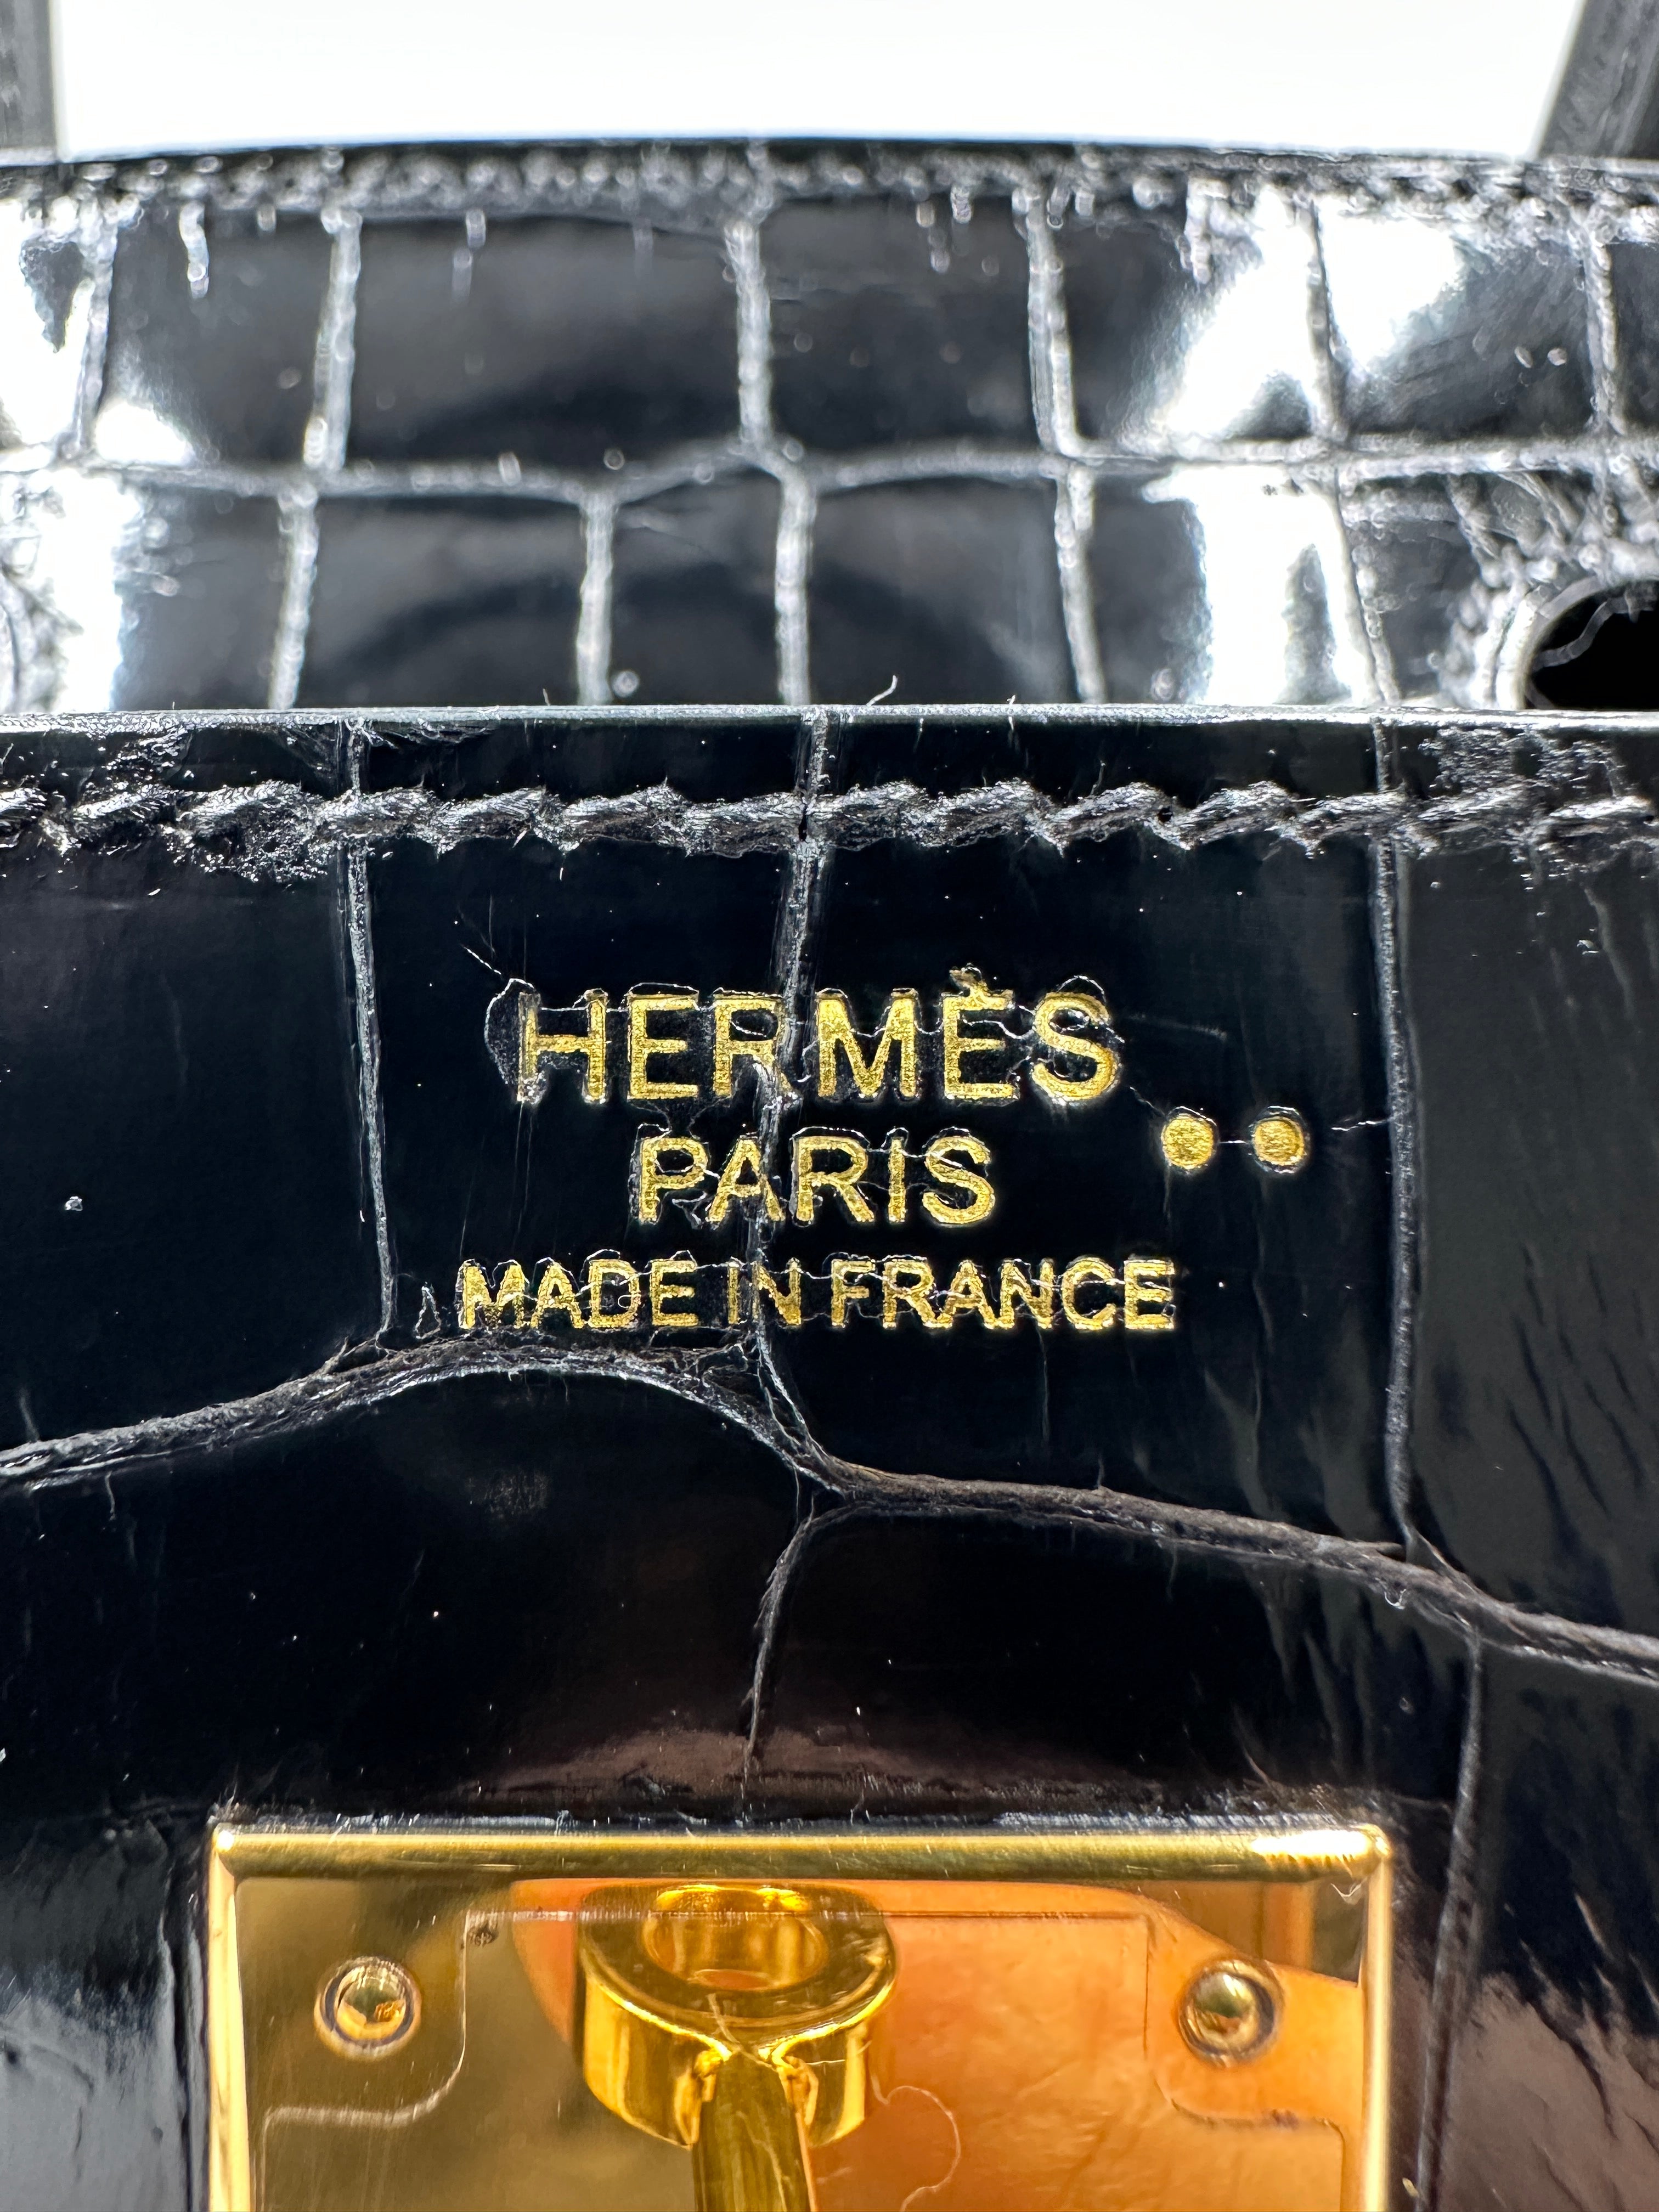 HERMÈS
PARIS ··
MADE IN FRANCE